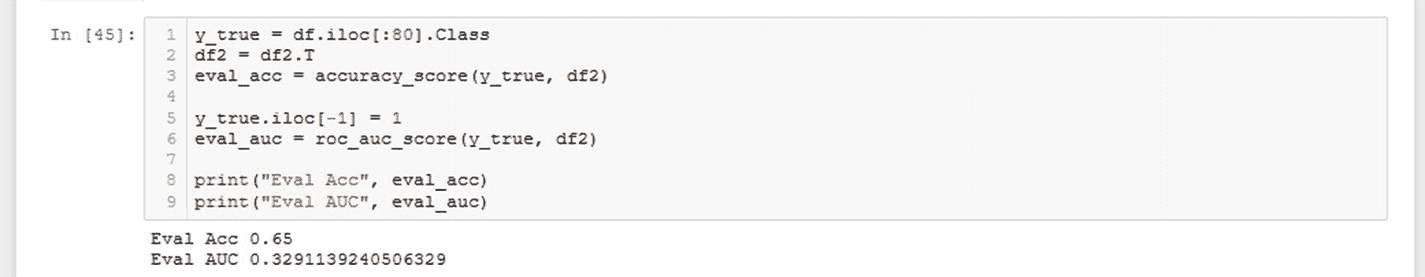 In [45]:
1 y_true = df.iloc[:80].Class
2 df2 = df2.T
3 eval_acc = accuracy_score(y_true, df2)
4
5 y_true.iloc[-1] = 1
6 eval_auc = roc_auc_score(y_true, df2)
7
8 print("Eval Acc", eval_acc)
9 print("Eval AUC", eval_auc)
Eval Acc 0.65
Eval AUC 0.3291139240506329